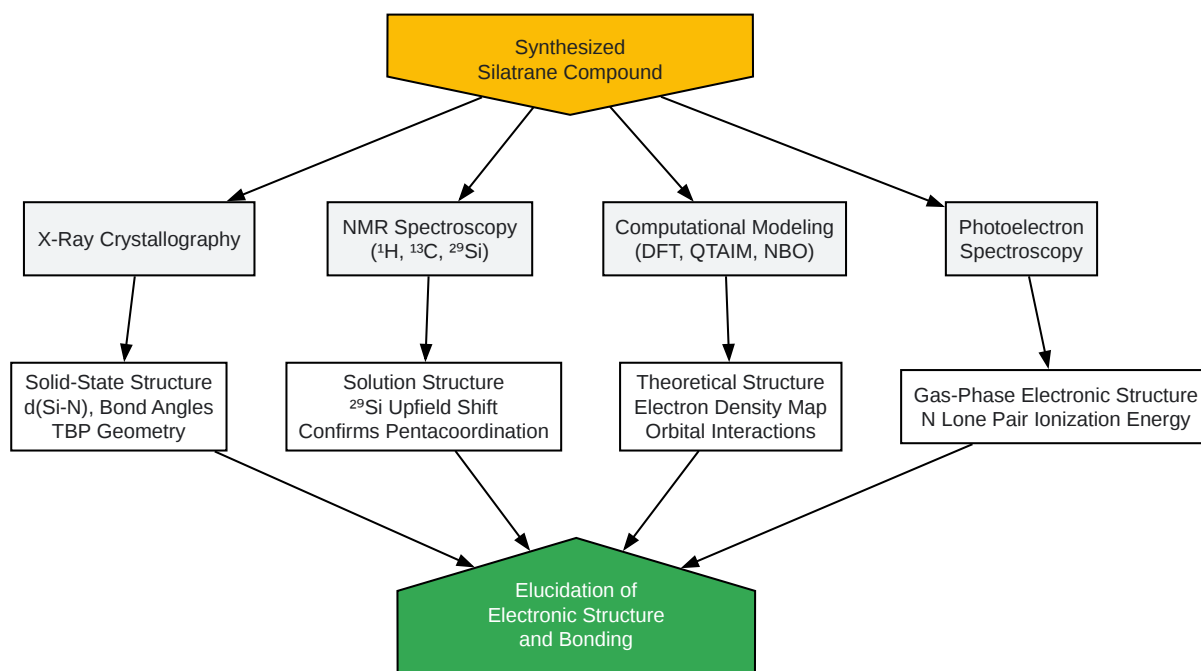 Synthesized
Silatrane Compound
X-Ray Crystallography
NMR Spectroscopy
(¹H, ¹³C, ²⁹Si)
Computational Modeling
(DFT, QTAIM, NBO)
Photoelectron
Spectroscopy
Solid-State Structure
d(Si-N), Bond Angles
TBP Geometry
Solution Structure
²⁹Si Upfield Shift
Confirms Pentacoordination
Theoretical Structure
Electron Density Map
Orbital Interactions
Gas-Phase Electronic Structure
N Lone Pair Ionization Energy
Elucidation of
Electronic Structure
and Bonding